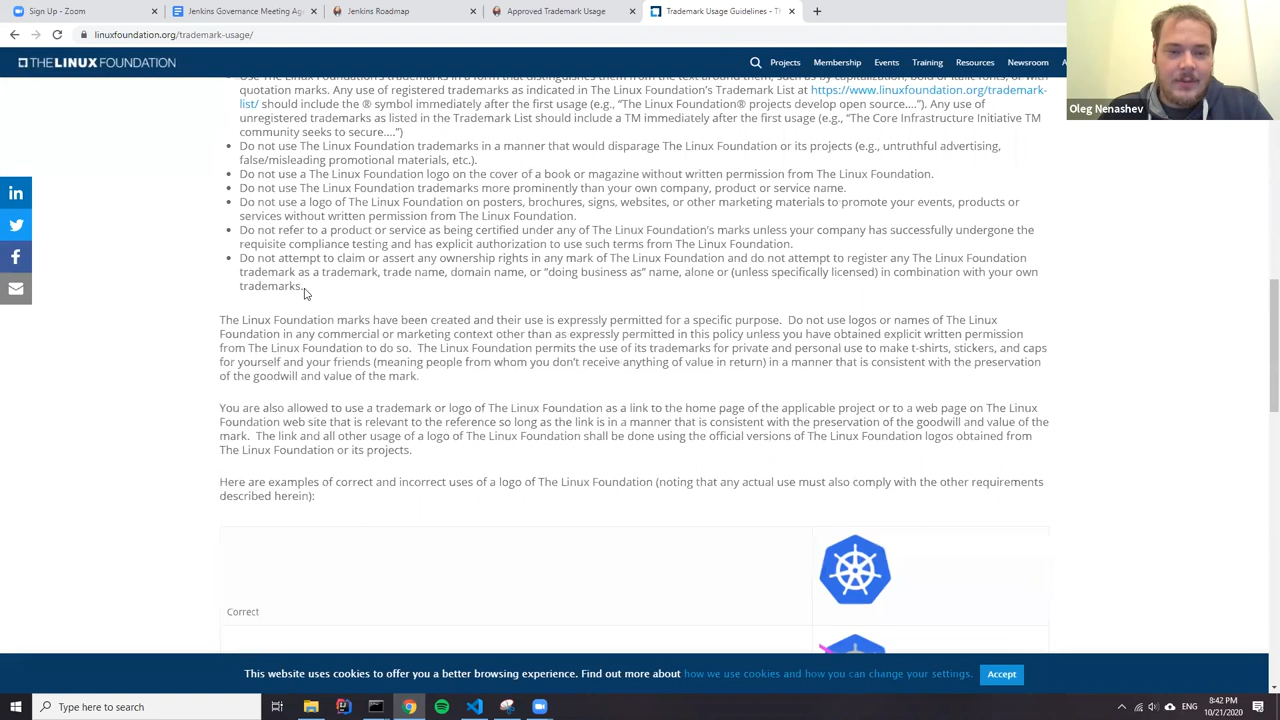 Sign Up - Zoom
Jenkins Governance Meeting Age
Jenkins Roadmap
Approved Trademark Usage
Trademark Usage Guidelines - Th
linuxfoundation.org/trademark-usage/
THE LINUX FOUNDATION
Projects
Membership
Events
Training
Resources
Newsroom
A
Oleg Nenashev
Use The Linux Foundation's trademarks in a form that distinguishes them from the text around them, such as by capitalization, bold or italic fonts, or with
quotation marks. Any use of registered trademarks as indicated in The Linux Foundation's Trademark List at https://www.linuxfoundation.org/trademark-
list/ should include the ® symbol immediately after the first usage (e.g., “The Linux Foundation® projects develop open source....”). Any use of
unregistered trademarks as listed in the Trademark List should include a TM immediately after the first usage (e.g., “The Core Infrastructure Initiative TM
community seeks to secure....”)
Do not use The Linux Foundation trademarks in a manner that would disparage The Linux Foundation or its projects (e.g., untruthful advertising,
false/misleading promotional materials, etc.).
Do not use a The Linux Foundation logo on the cover of a book or magazine without written permission from The Linux Foundation.
Do not use The Linux Foundation trademarks more prominently than your own company, product or service name.
Do not use a logo of The Linux Foundation on posters, brochures, signs, websites, or other marketing materials to promote your events, products or
services without written permission from The Linux Foundation.
Do not refer to a product or service as being certified under any of The Linux Foundation's marks unless your company has successfully undergone the
requisite compliance testing and has explicit authorization to use such terms from The Linux Foundation.
Do not attempt to claim or assert any ownership rights in any mark of The Linux Foundation and do not attempt to register any The Linux Foundation
trademark as a trademark, trade name, domain name, or “doing business as” name, alone or (unless specifically licensed) in combination with your own
trademarks.
The Linux Foundation marks have been created and their use is expressly permitted for a specific purpose. Do not use logos or names of The Linux
Foundation in any commercial or marketing context other than as expressly permitted in this policy unless you have obtained explicit written permission
from The Linux Foundation to do so. The Linux Foundation permits the use of its trademarks for private and personal use to make t-shirts, stickers, and caps
for yourself and your friends (meaning people from whom you don't receive anything of value in return) in a manner that is consistent with the preservation
of the goodwill and value of the mark.
You are also allowed to use a trademark or logo of The Linux Foundation as a link to the home page of the applicable project or to a web page on The Linux
Foundation web site that is relevant to the reference so long as the link is in a manner that is consistent with the preservation of the goodwill and value of the
mark. The link and all other usage of a logo of The Linux Foundation shall be done using the official versions of The Linux Foundation logos obtained from
The Linux Foundation or its projects.
Here are examples of correct and incorrect uses of a logo of The Linux Foundation (noting that any actual use must also comply with the other requirements
described herein):
Correct
This website uses cookies to offer you a better browsing experience. Find out more about how we use cookies and how you can change your settings.
Accept
Type here to search
ENG
8:42 PM
10/21/2020